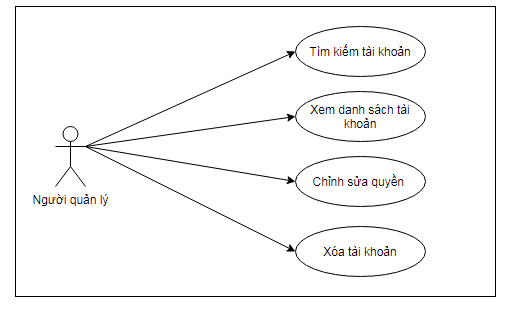 Tìm kiếm tài khoản
Xem danh sách tài
khoản
Chỉnh sửa quyền
Người quản lý
Xóa tài khoản